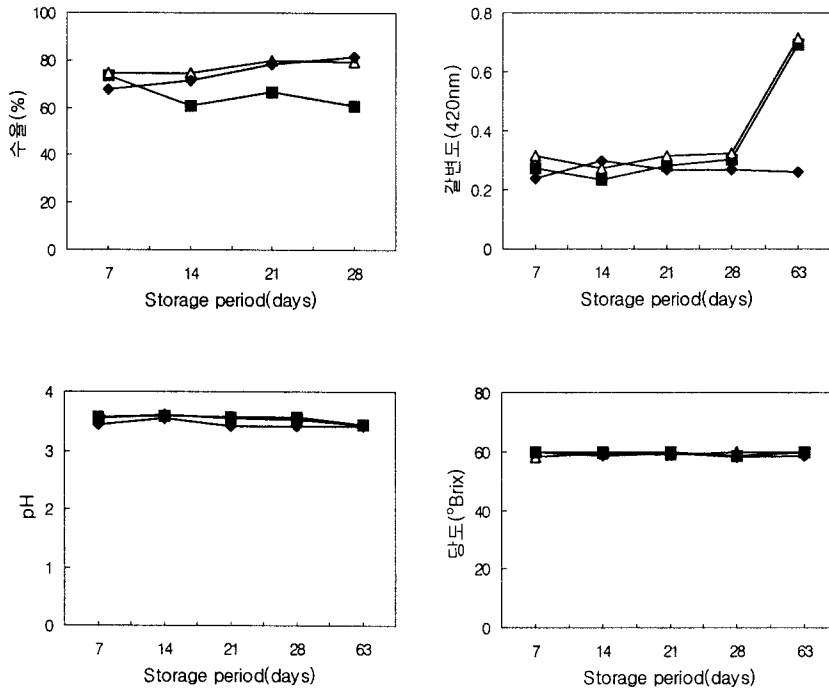 100
80
60
40
20
0
수율(%)
7 14 21 28
Storage period(days)
0.8
0.6
0.4
0.2
0
갈변도(420nm)
7 14 21 28 63
Storage period(days)
4
3
2
1
0
pH
7 14 21 28 63
Storage period(days)
80
60
40
20
0
당도(°Brix)
7 14 21 28 63
Storage period(days)